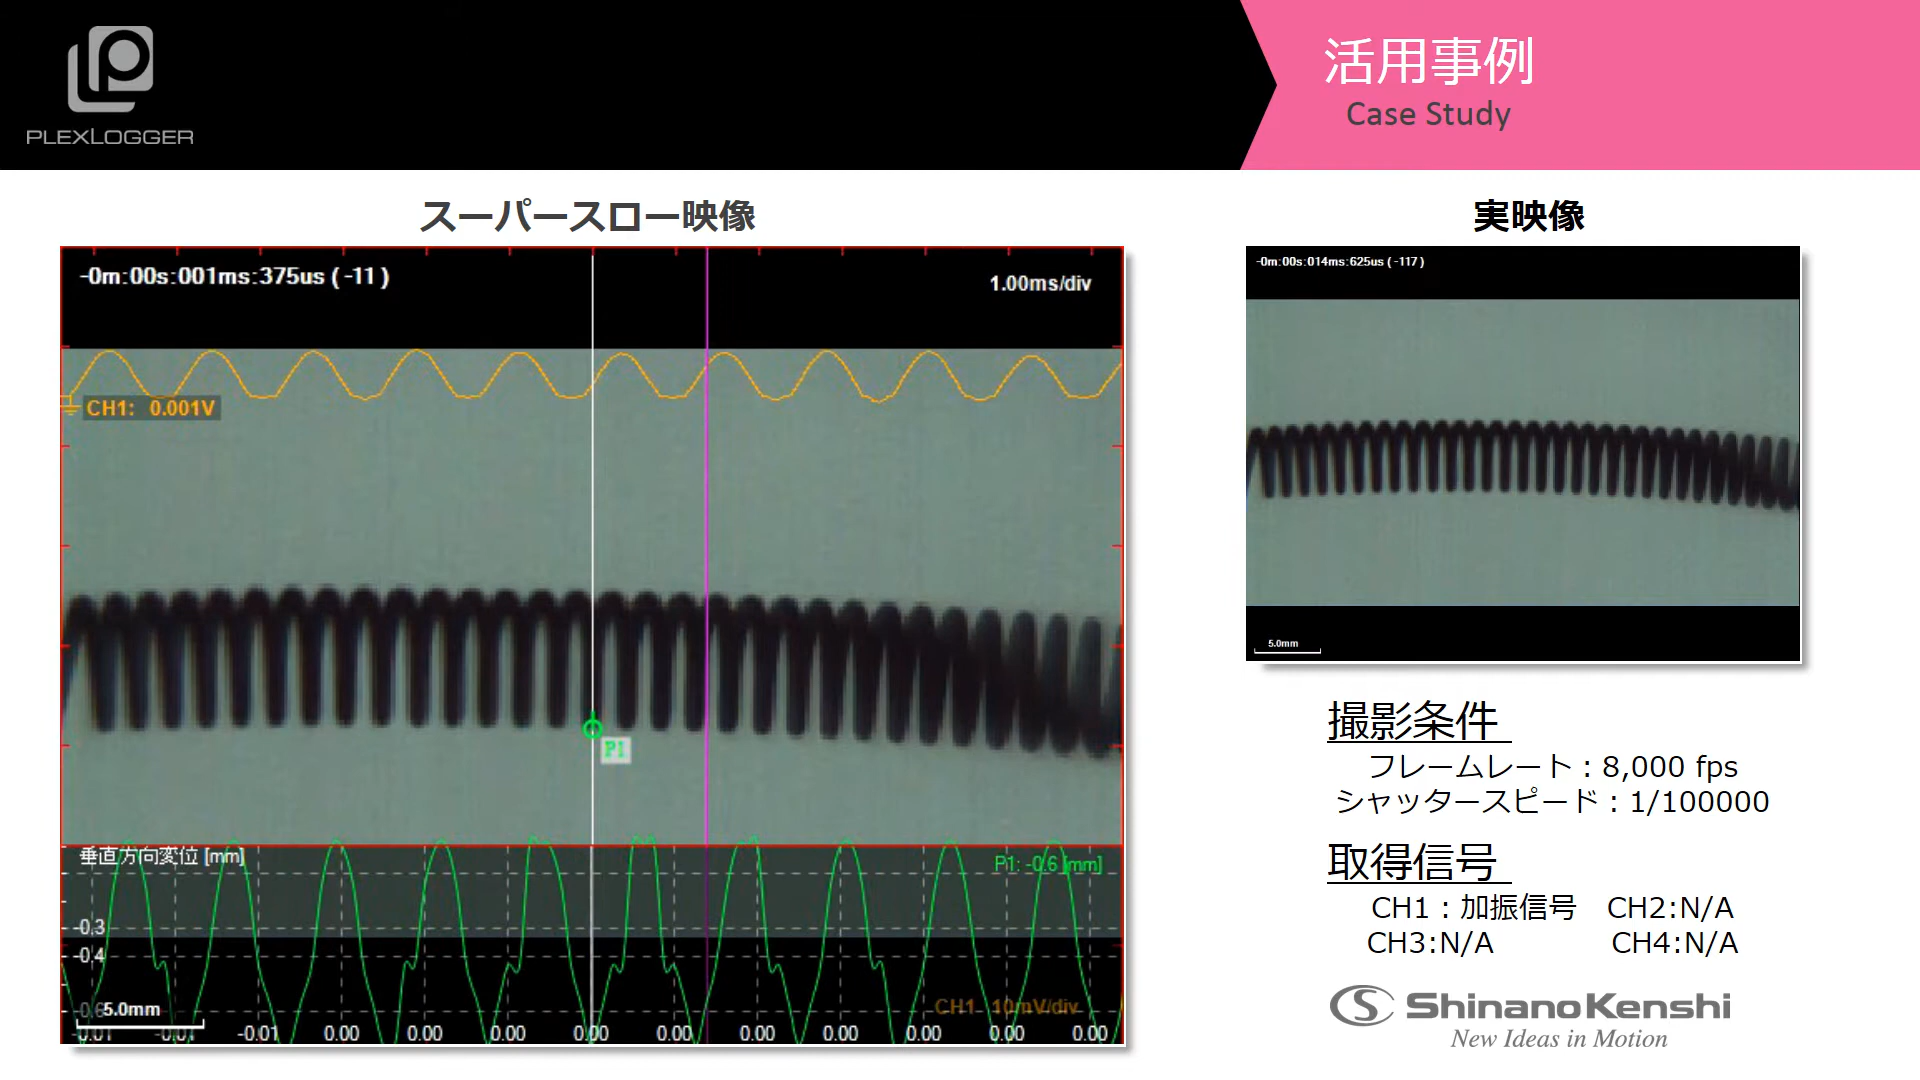 PLEXLOGGER
活用事例
Case Study
スーパースロー映像
実映像
-0m:00s:001ms:375us ( -11 )
1.00ms/div
CH1: 0.001V
P1
垂直方向変位 [mm]
P1: -0.6 [mm]
-0.3
-0.4
5.0mm
CH1 10mV/div
-0.01 -0.01 -0.01 0.00 0.00 0.00 0.00 0.00 0.00 0.00 0.00 0.00 0.00
-0m:00s:014ms:625us ( -117 )
5.0mm
撮影条件
フレームレート：8,000 fps
シャッタースピード：1/100000
取得信号
CH1：加振信号 CH2:N/A
CH3:N/A CH4:N/A
ShinanoKenshi
New Ideas in Motion